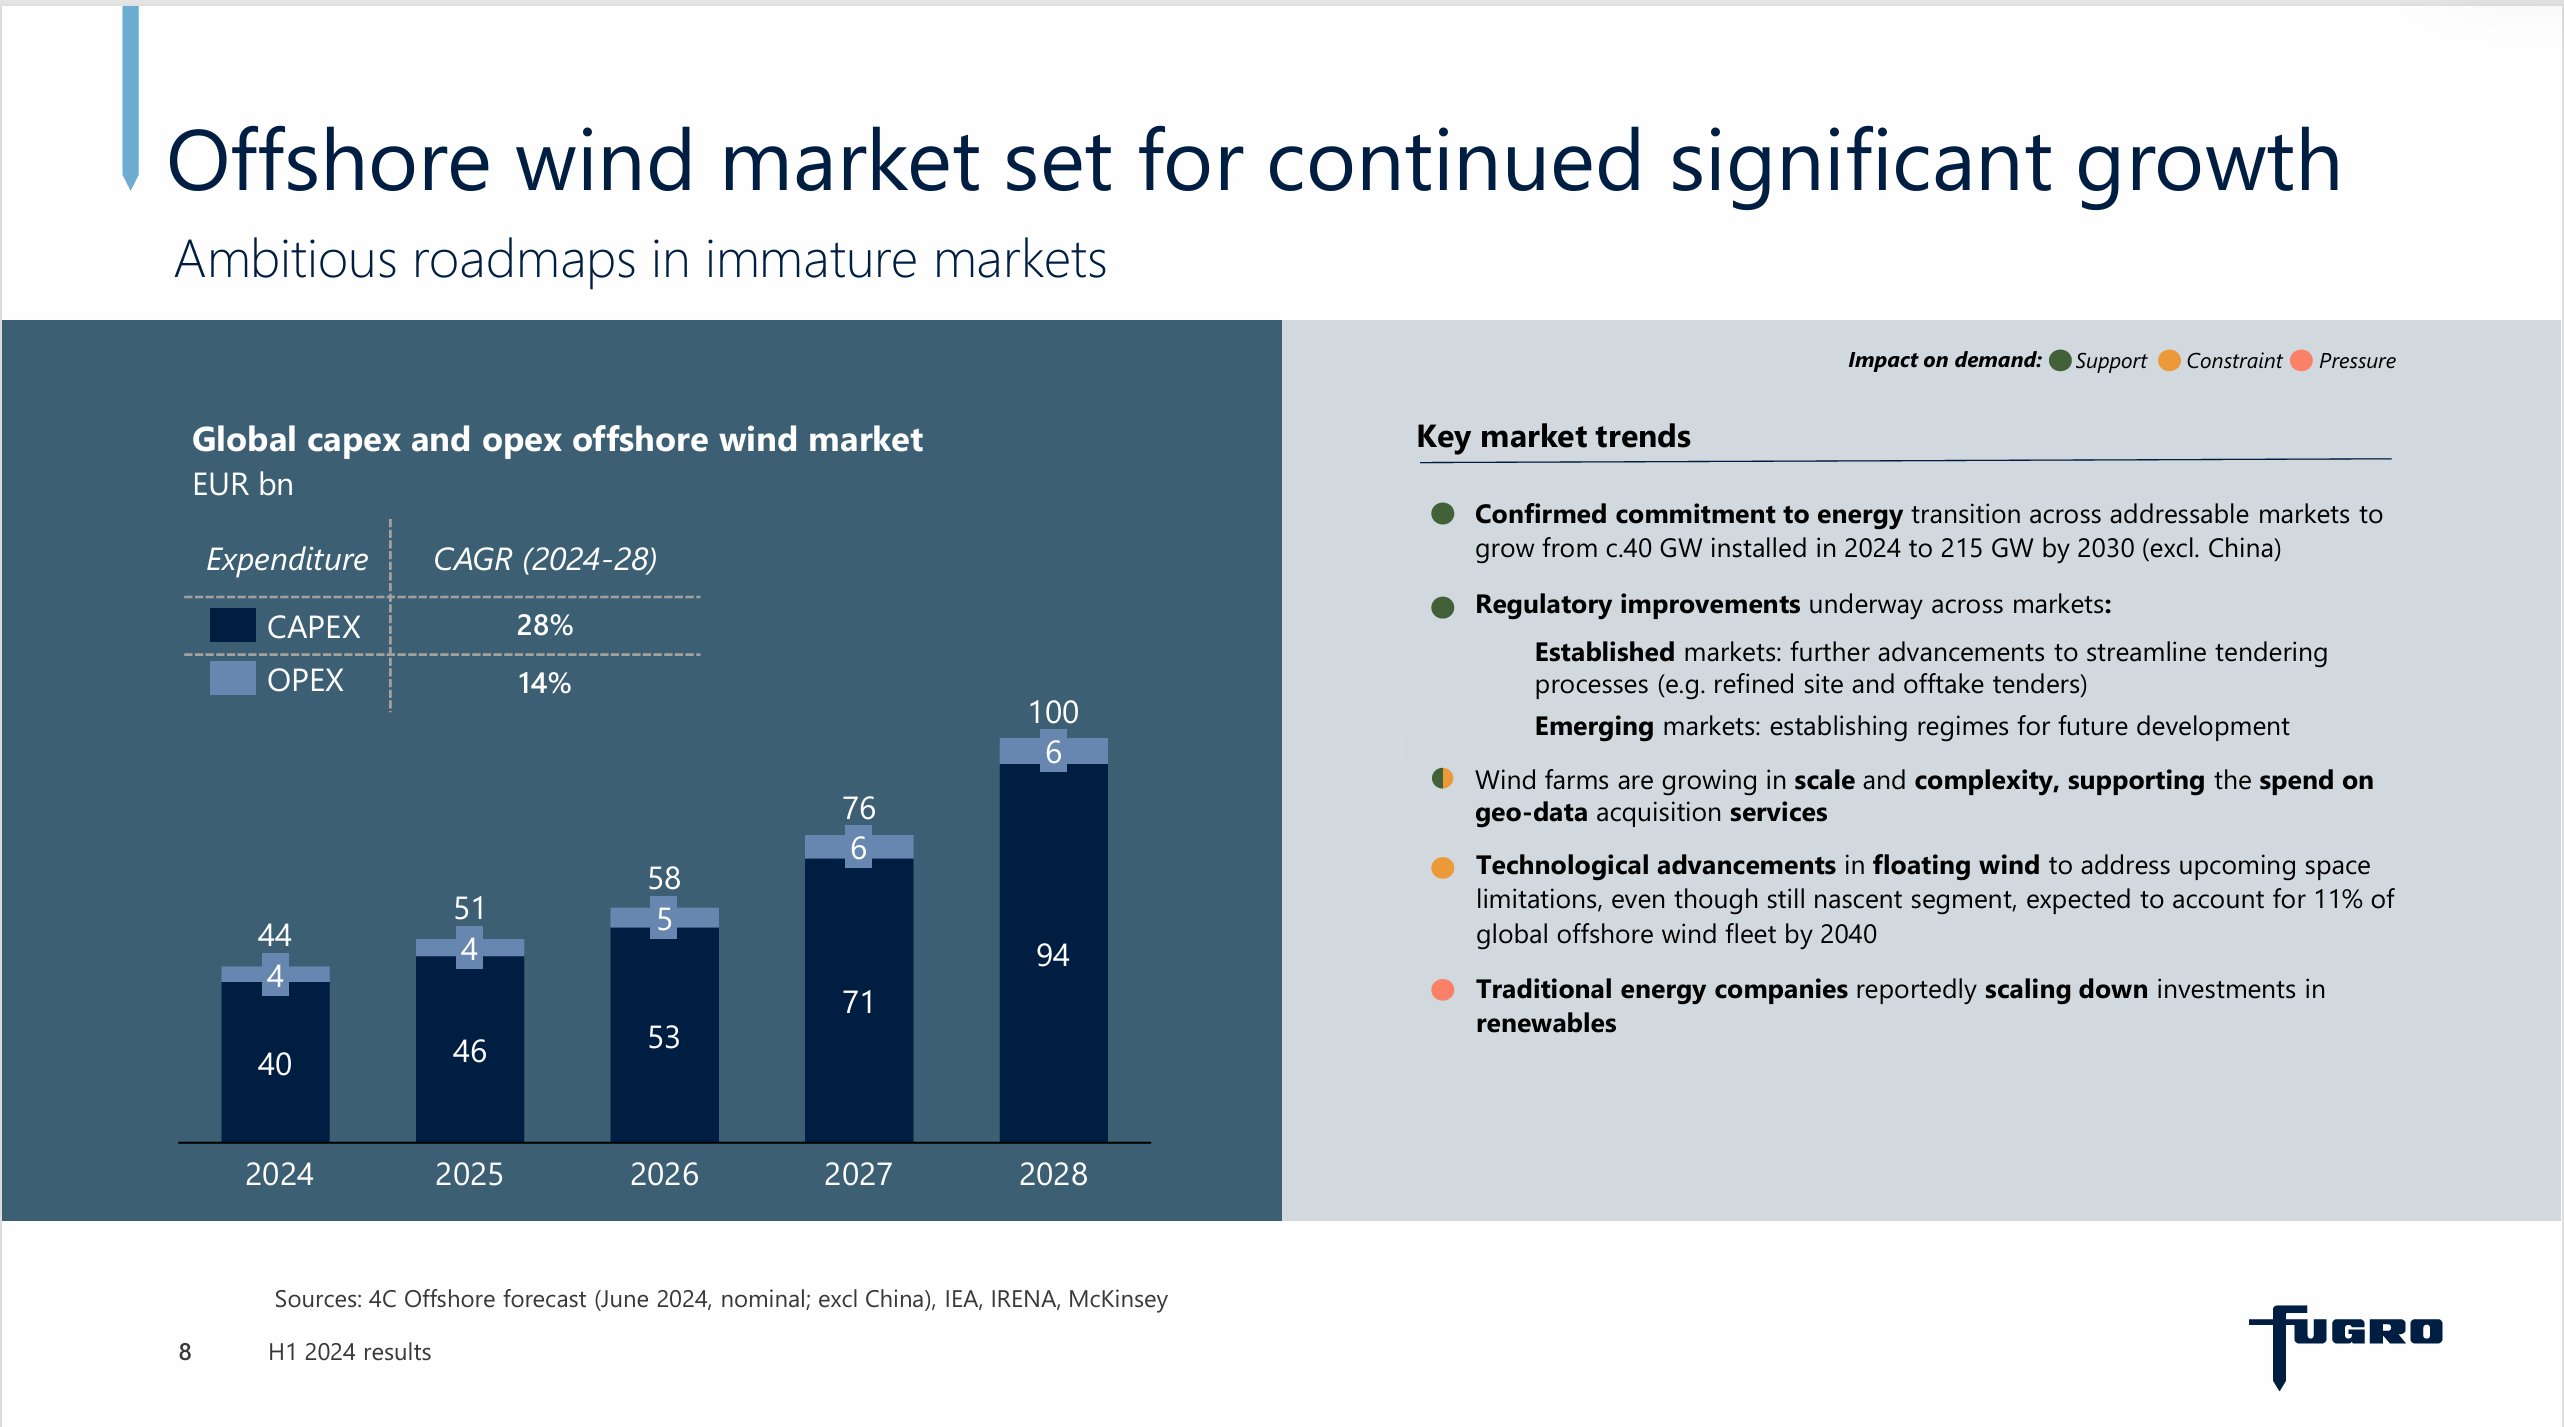 Offshore wind market set for continued significant growth
Ambitious roadmaps in immature markets
Global capex and opex offshore wind market
EUR bn
Expenditure CAGR (2024-28)
CAPEX 28%
OPEX 14%
44
4
40
51
4
46
58
5
53
76
6
71
100
6
94
2024 2025 2026 2027 2028
Impact on demand: Support Constraint Pressure
Key market trends
Confirmed commitment to energy transition across addressable markets to
grow from c.40 GW installed in 2024 to 215 GW by 2030 (excl. China)
Regulatory improvements underway across markets:
Established markets: further advancements to streamline tendering
processes (e.g. refined site and offtake tenders)
Emerging markets: establishing regimes for future development
Wind farms are growing in scale and complexity, supporting the spend on
geo-data acquisition services
Technological advancements in floating wind to address upcoming space
limitations, even though still nascent segment, expected to account for 11% of
global offshore wind fleet by 2040
Traditional energy companies reportedly scaling down investments in
renewables
Sources: 4C Offshore forecast (June 2024, nominal; excl China), IEA, IRENA, McKinsey
8 H1 2024 results
fUGRO